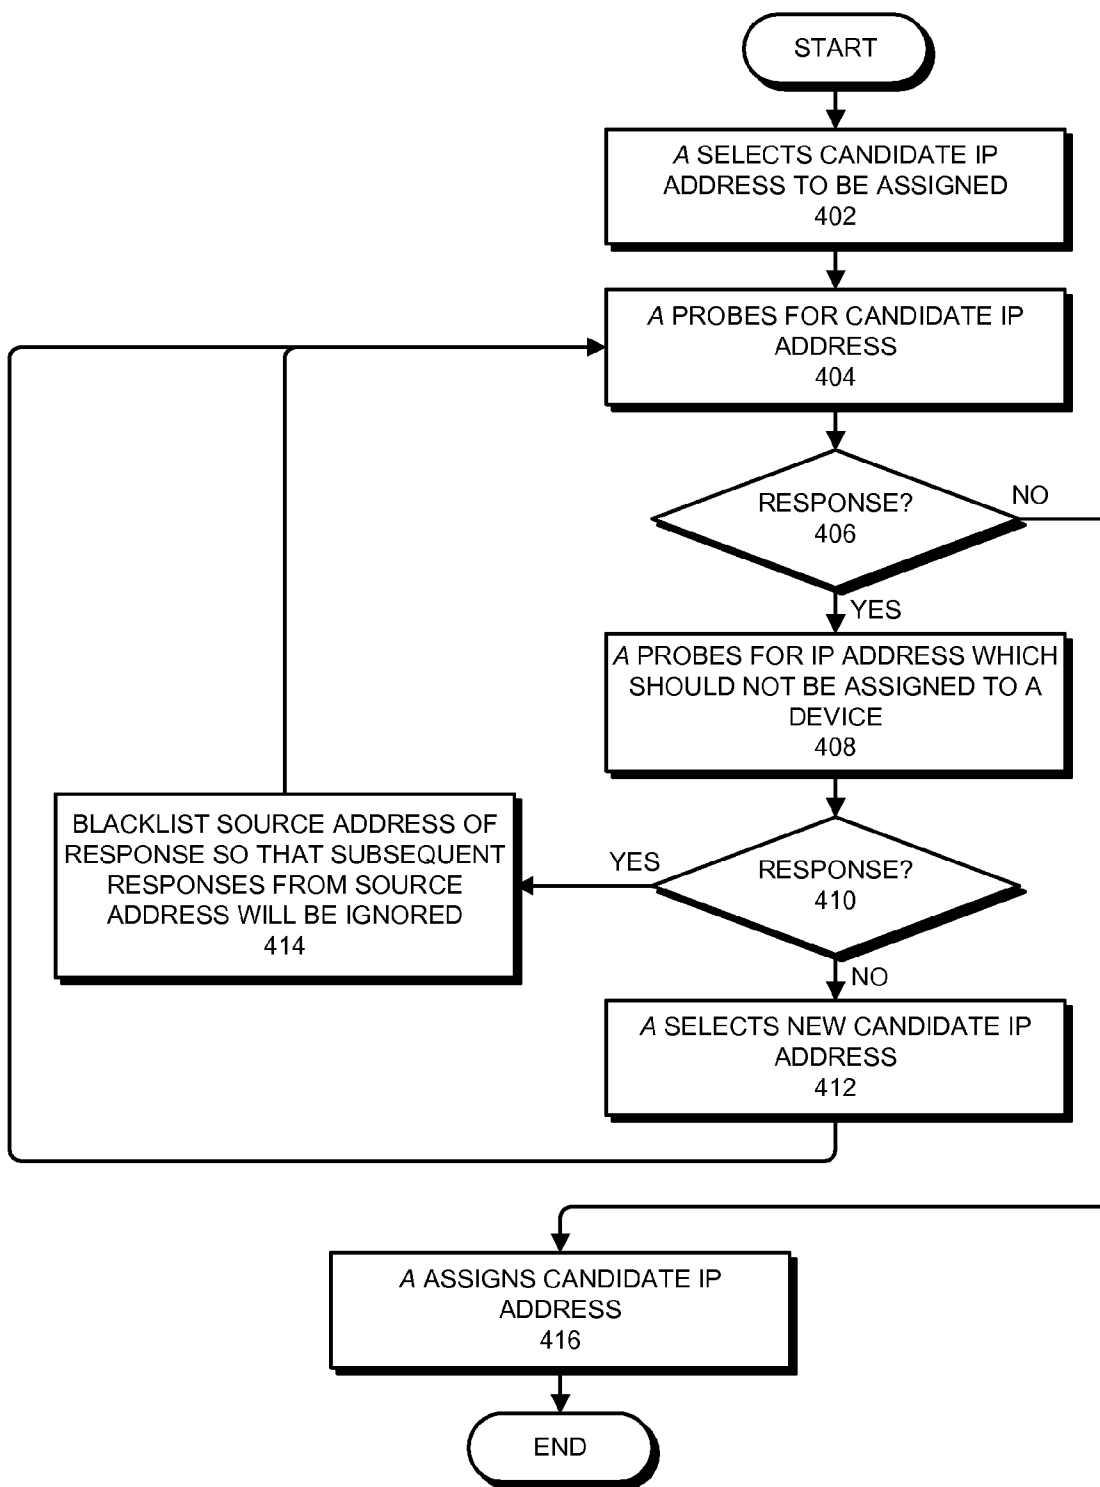 START
A SELECTS CANDIDATE IP
ADDRESS TO BE ASSIGNED
402
A PROBES FOR CANDIDATE IP
ADDRESS
404
RESPONSE?
406
NO
YES
A PROBES FOR IP ADDRESS WHICH
SHOULD NOT BE ASSIGNED TO A
DEVICE
408
RESPONSE?
410
YES
BLACKLIST SOURCE ADDRESS OF
RESPONSE SO THAT SUBSEQUENT
RESPONSES FROM SOURCE
ADDRESS WILL BE IGNORED
414
NO
A SELECTS NEW CANDIDATE IP
ADDRESS
412
A ASSIGNS CANDIDATE IP
ADDRESS
416
END